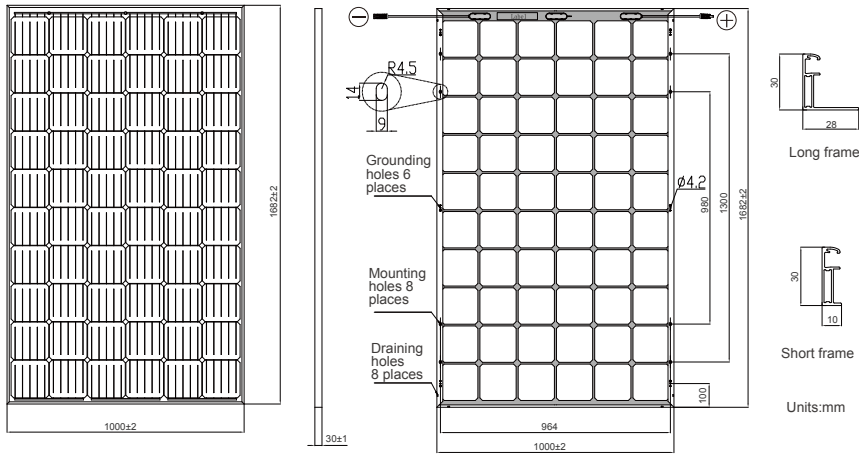 1682±2
1000±2
30±1
R4.5
14
9
Grounding
holes 6
places
Mounting
holes 8
places
Draining
holes
8 places
Ø4.2
980
1300
1682±2
100
964
1000±2
30
28
Long frame
30
10
Short frame
Units:mm